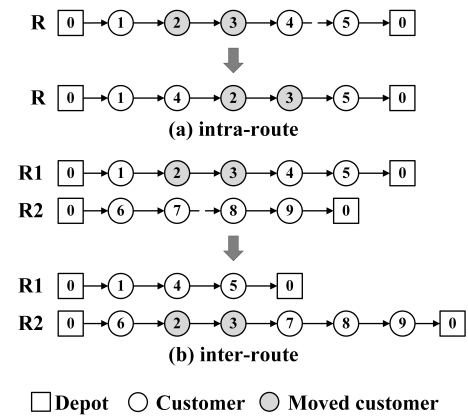 R 0 1 2 3 4 5 0
R 0 1 4 2 3 5 0
(a) intra-route
R1 0 1 2 3 4 5 0
R2 0 6 7 8 9 0
R1 0 1 4 5 0
R2 0 6 2 3 7 8 9 0
(b) inter-route
Depot Customer Moved customer